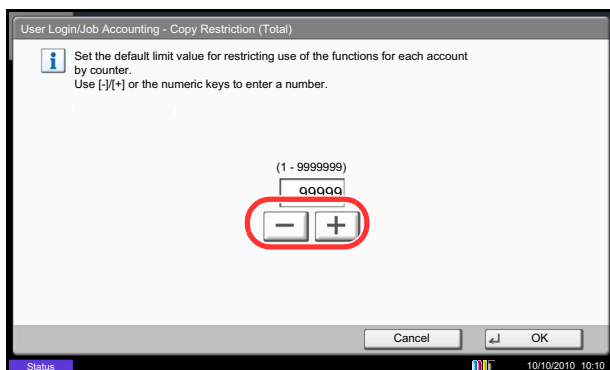 User Login/Job Accounting - Copy Restriction (Total)
Set the default limit value for restricting use of the functions for each account
by counter.
Use [-]/[+] or the numeric keys to enter a number.
(1 - 9999999)
99999
Cancel
OK
Status
10/10/2010 10:10